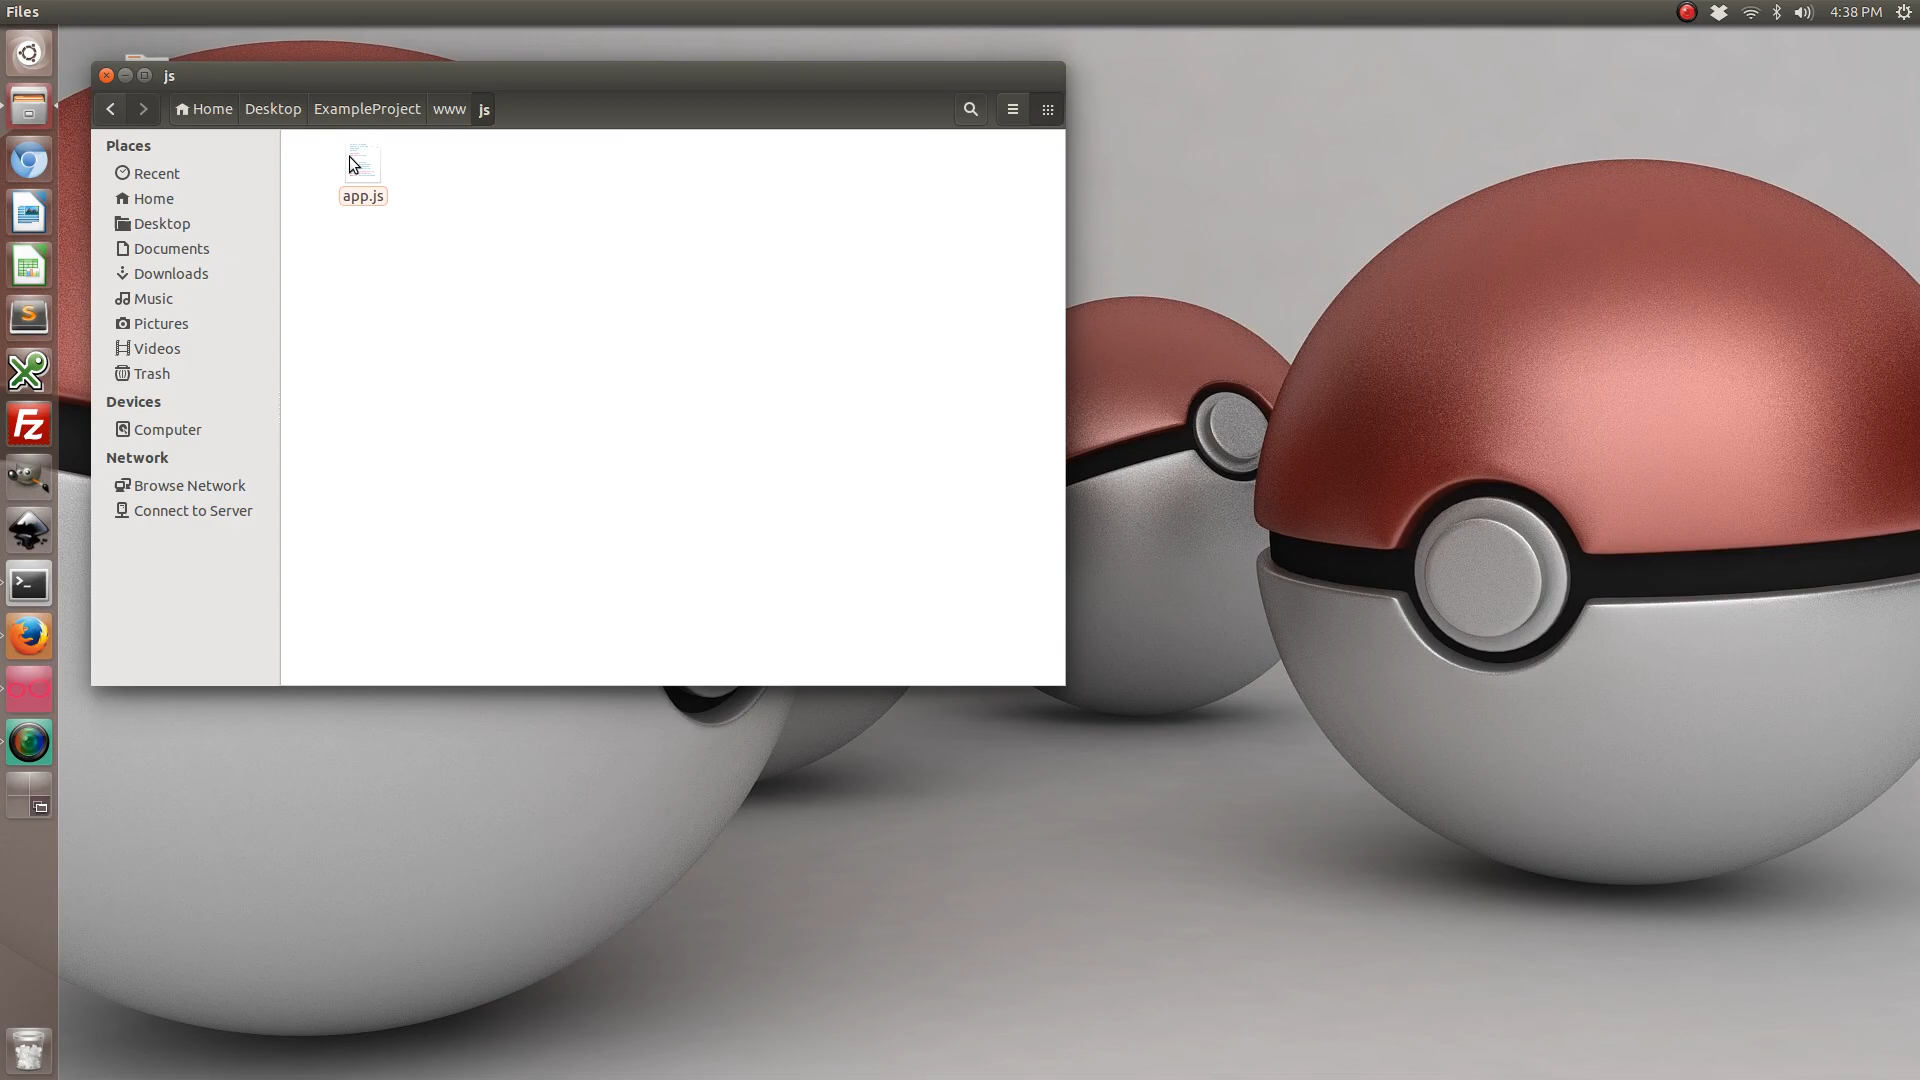 Files
4:38 PM
js
Home
Desktop
ExampleProject
www
js
Places
Recent
Home
Desktop
Documents
Downloads
Music
Pictures
Videos
Trash
Devices
Computer
Network
Browse Network
Connect to Server
app.js
S
X
Fz
>_